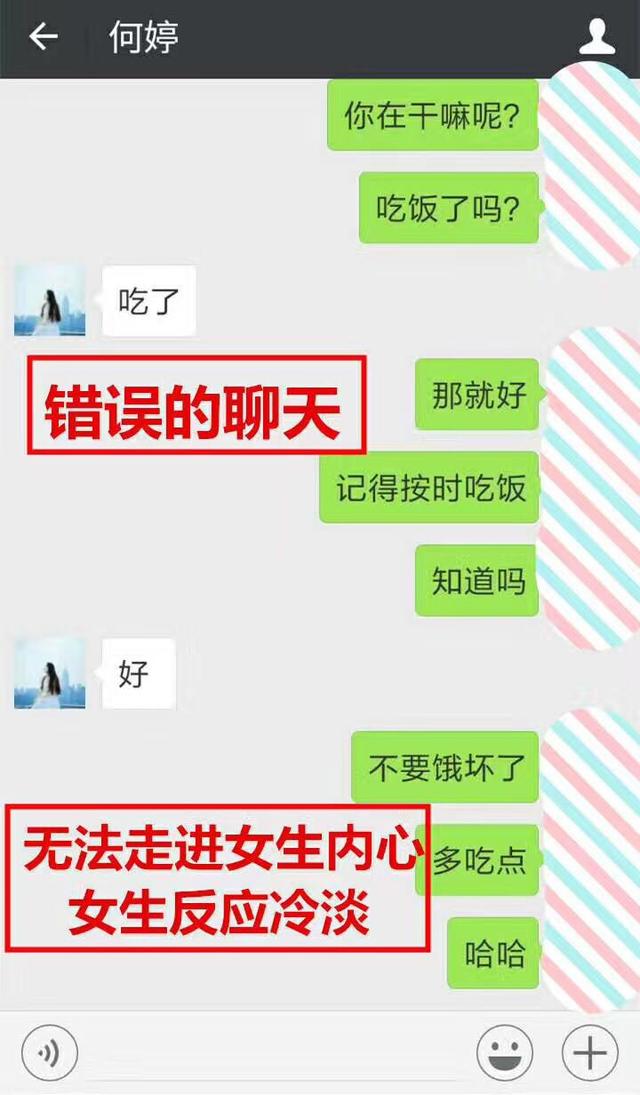 何婷
你在干嘛呢?
吃饭了吗?
吃了
那就好
错误的聊天
记得按时吃饭
知道吗
好
不要饿坏了
无法走进女生内心
多吃点
女生反应冷淡
哈哈